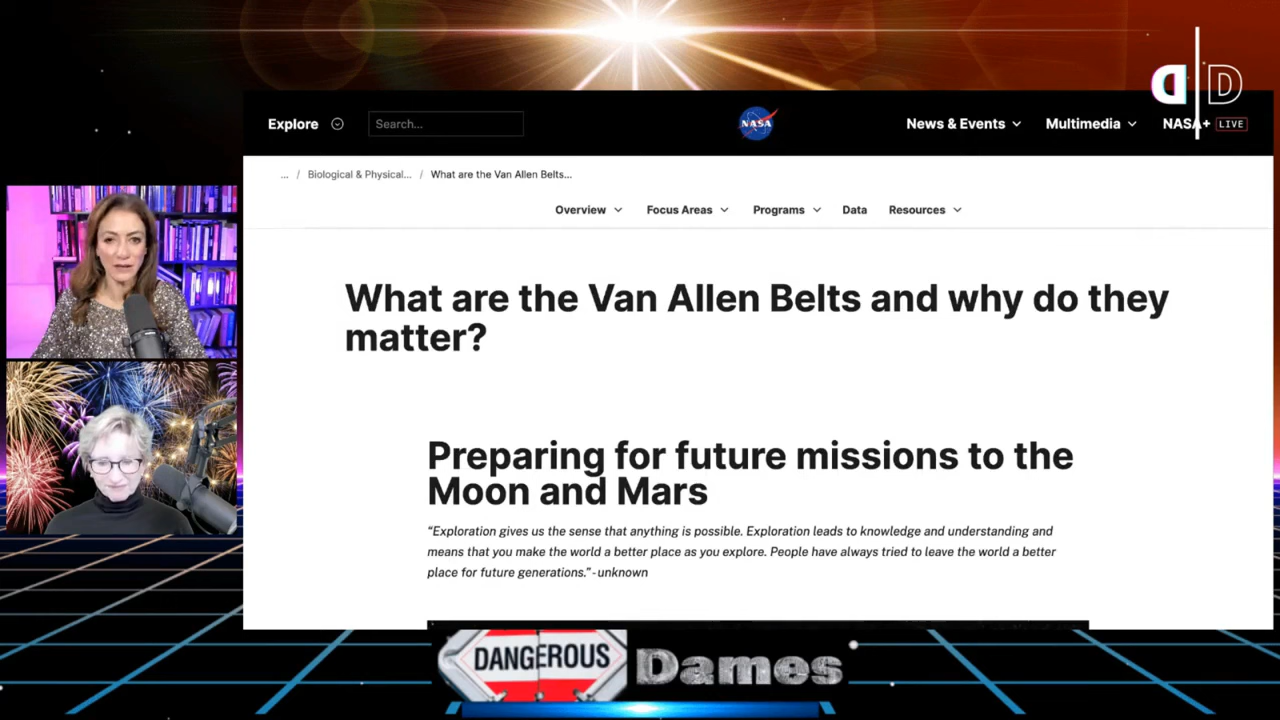 D D
Explore
Search...
NASA
News & Events
Multimedia
NASA+ LIVE
... / Biological & Physical... / What are the Van Allen Belts...
Overview
Focus Areas
Programs
Data
Resources
What are the Van Allen Belts and why do they
matter?
Preparing for future missions to the
Moon and Mars
“Exploration gives us the sense that anything is possible. Exploration leads to knowledge and understanding and
means that you make the world a better place as you explore. People have always tried to leave the world a better
place for future generations.” - unknown
DANGEROUS Dames